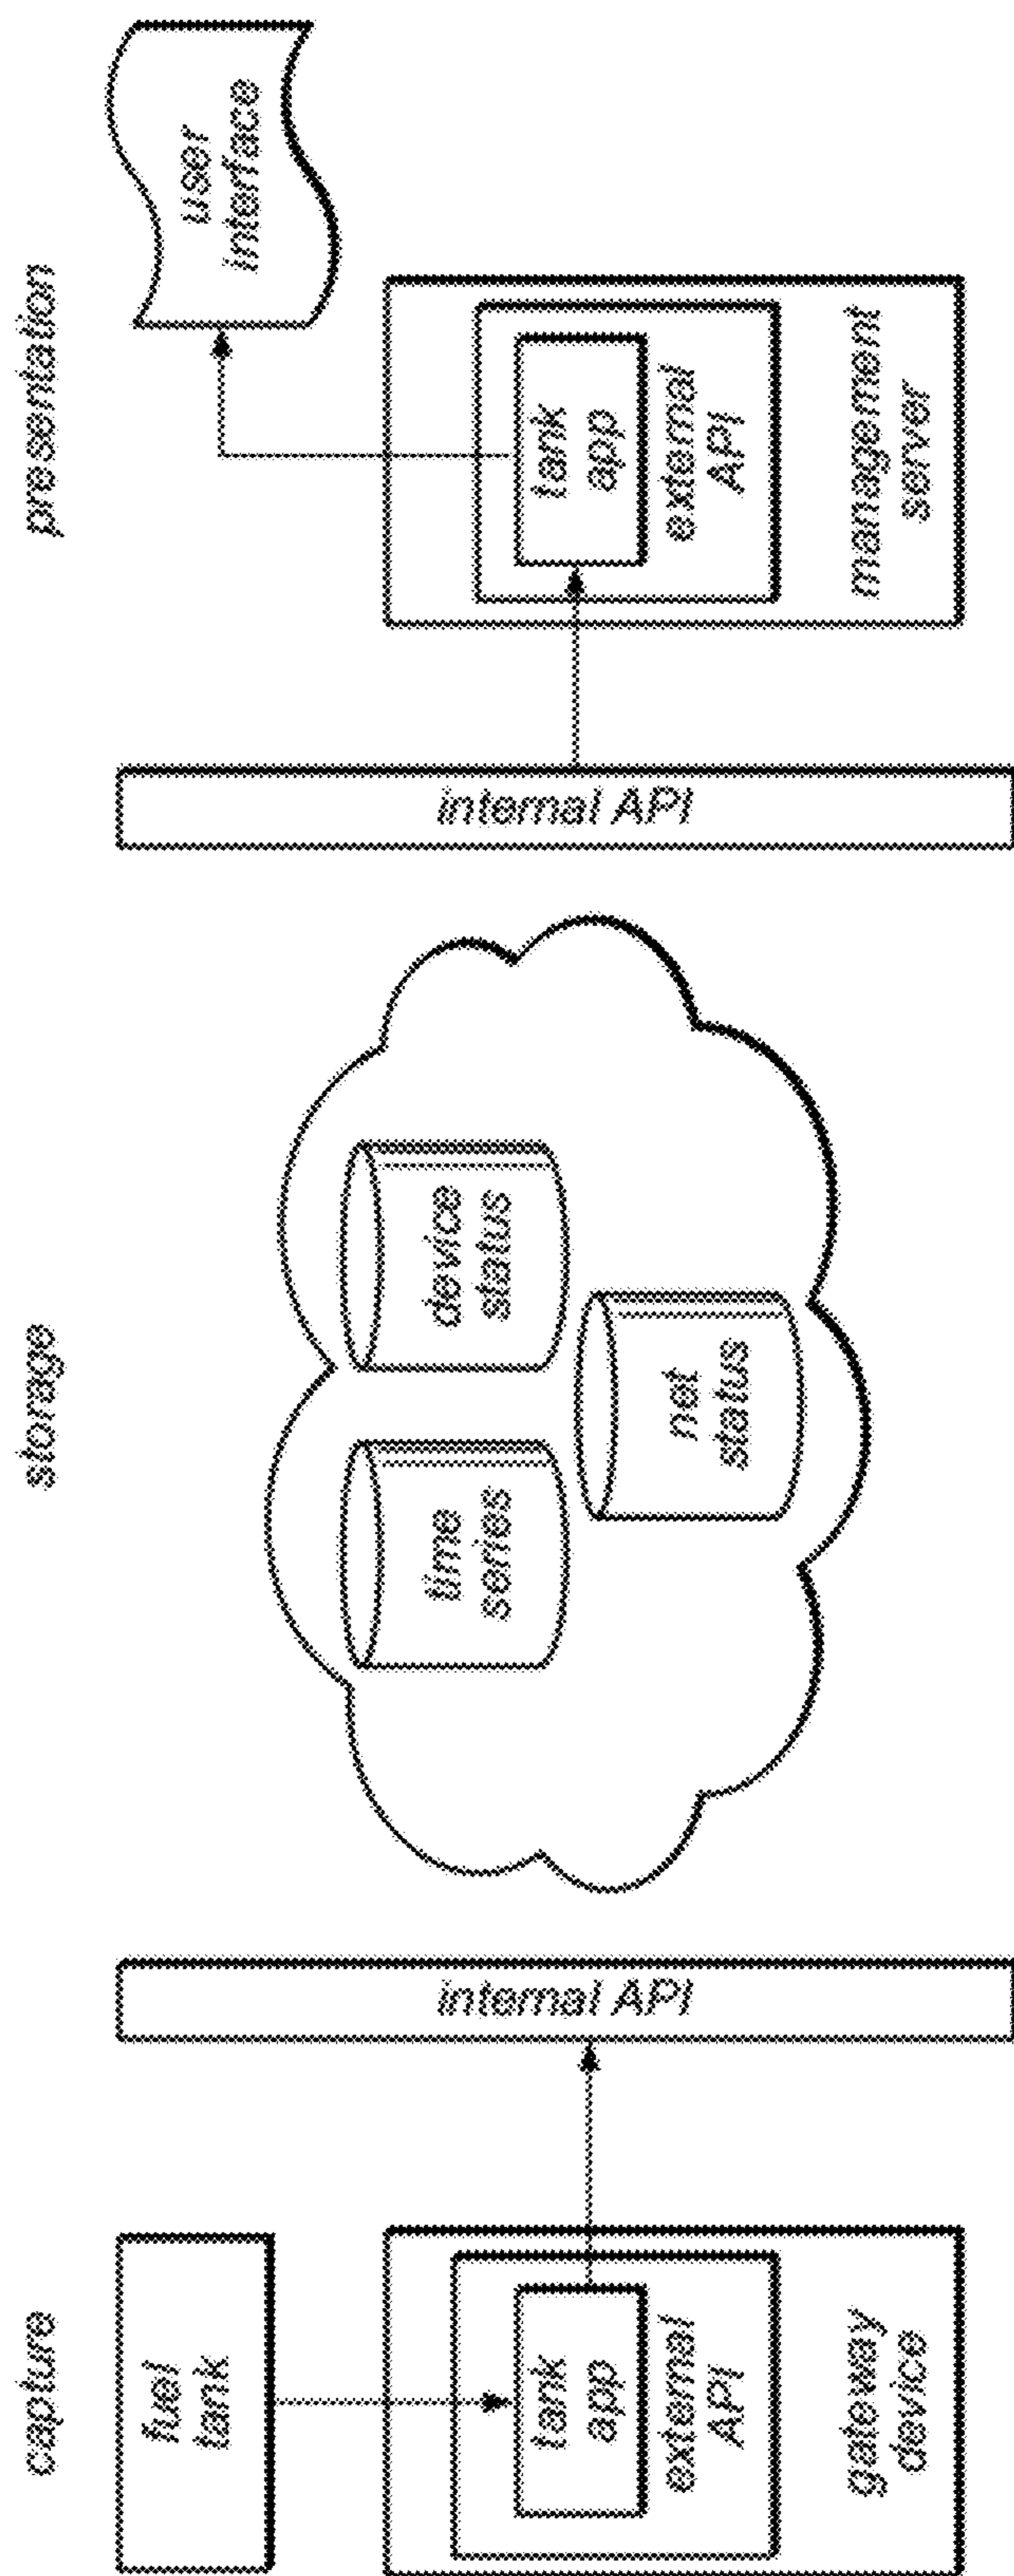 capture
storage
presentation
fuel
tank
tank
app
external
API
gateway
device
internal API
time
series
device
status
net
status
internal API
user
interface
tank
app
external
API
management
server